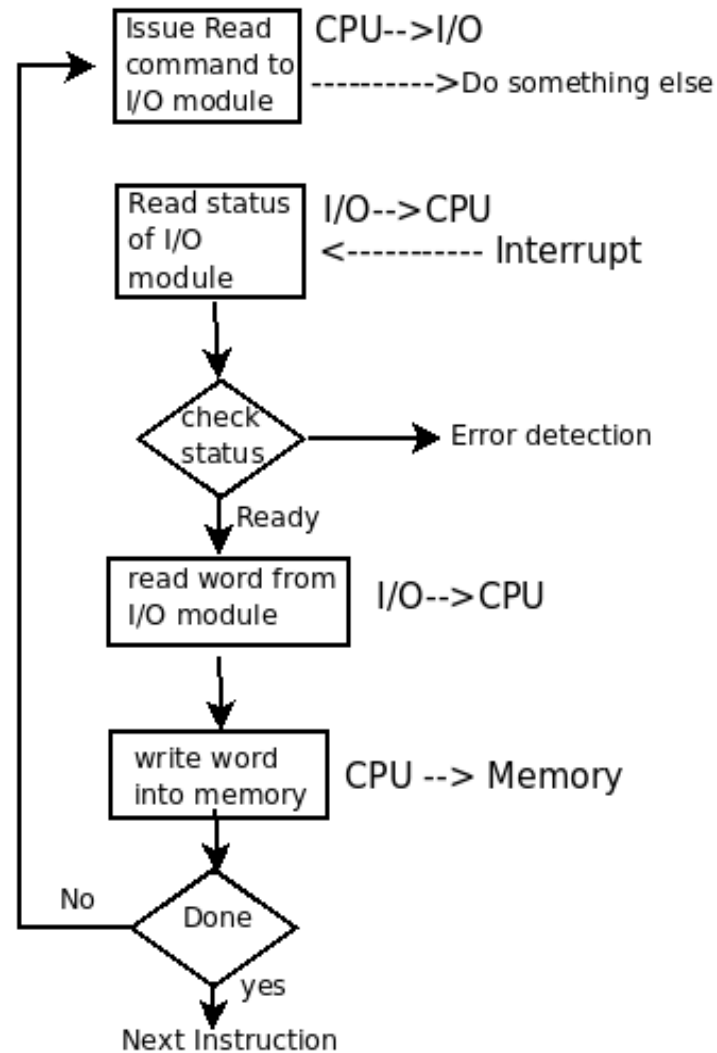 Issue Read
command to
I/O module
CPU-->I/O
---------->Do something else
Read status
of I/O
module
I/O-->CPU
<----------- Interrupt
check
status
Error detection
Ready
read word from
I/O module
I/O-->CPU
write word
into memory
CPU --> Memory
No
Done
yes
Next Instruction